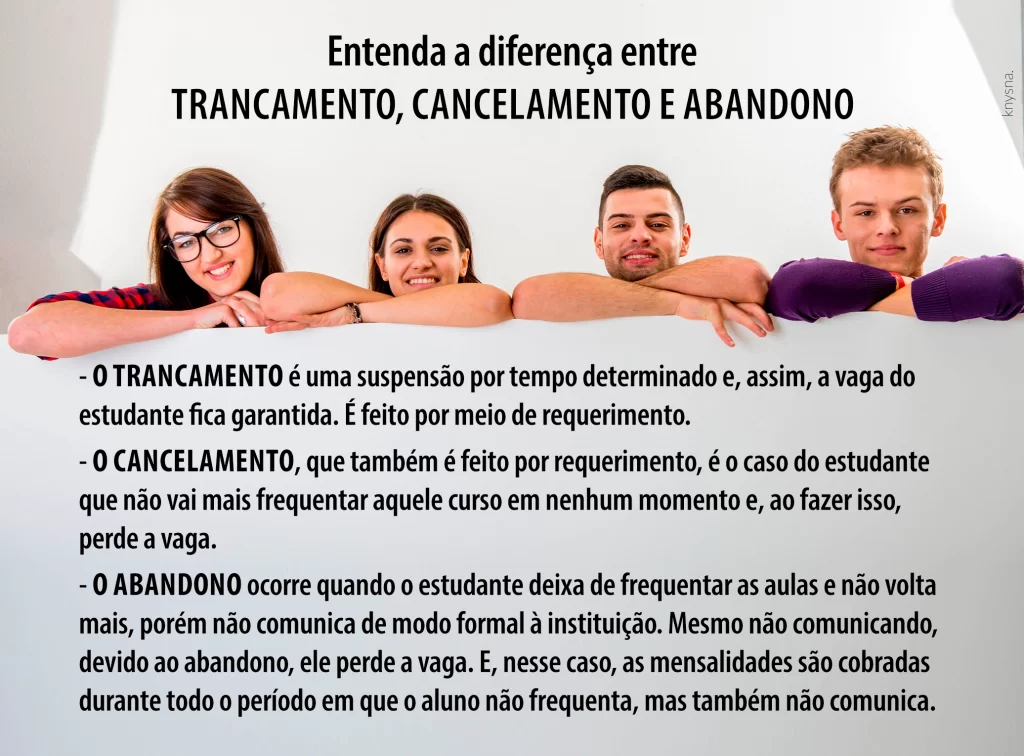 Entenda a diferença entre
TRANCAMENTO, CANCELAMENTO E ABANDONO
knysna.
- O TRANCAMENTO é uma suspensão por tempo determinado e, assim, a vaga do
estudante fica garantida. É feito por meio de requerimento.
- O CANCELAMENTO, que também é feito por requerimento, é o caso do estudante
que não vai mais frequentar aquele curso em nenhum momento e, ao fazer isso,
perde a vaga.
- O ABANDONO ocorre quando o estudante deixa de frequentar as aulas e não volta
mais, porém não comunica de modo formal à instituição. Mesmo não comunicando,
devido ao abandono, ele perde a vaga. E, nesse caso, as mensalidades são cobradas
durante todo o período em que o aluno não frequenta, mas também não comunica.